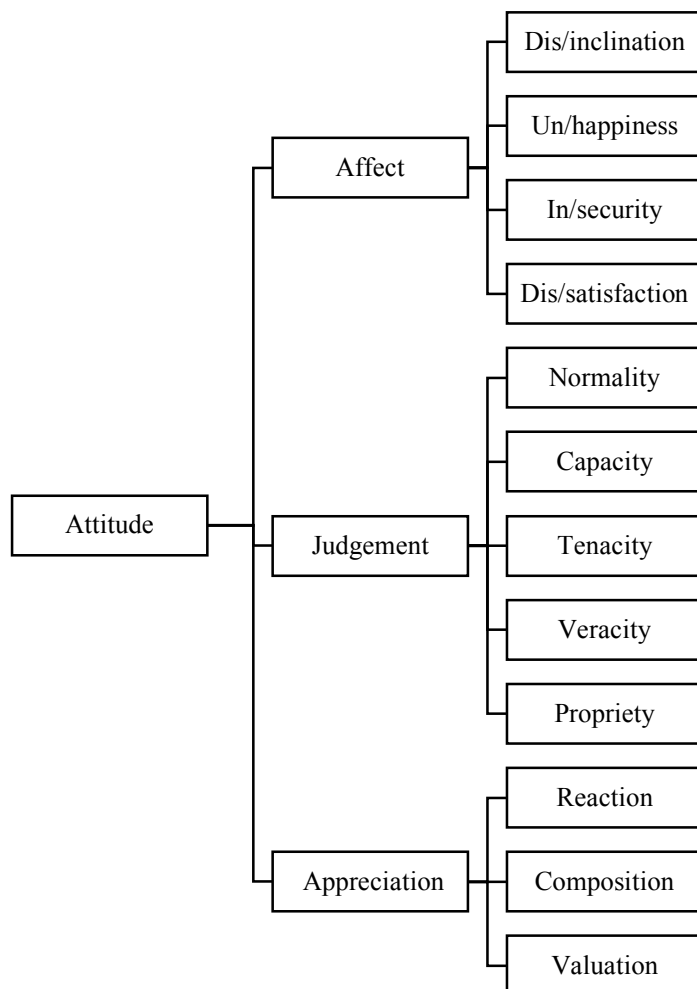 Attitude
Affect
Dis/inclination
Un/happiness
In/security
Dis/satisfaction
Judgement
Normality
Capacity
Tenacity
Veracity
Propriety
Appreciation
Reaction
Composition
Valuation